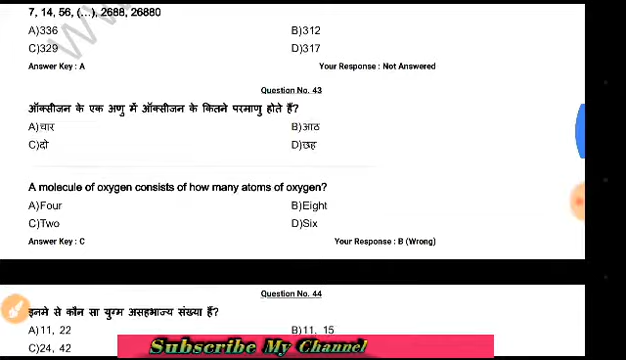 7, 14, 56, (...), 2688, 26880
A)336 B)312
C)329 D)317
Answer Key : A Your Response : Not Answered
Question No. 43
ऑक्सीजन के एक अणु में ऑक्सीजन के कितने परमाणु होते हैं?
A)चार B)आठ
C)दो D)छह
A molecule of oxygen consists of how many atoms of oxygen?
A)Four B)Eight
C)Two D)Six
Answer Key : C Your Response : B (Wrong)
Question No. 44
इनमे से कौन सा युग्म असहभाज्य संख्या हैं?
A)11, 22 B)11, 15
C)24, 42
Subscribe My Channel